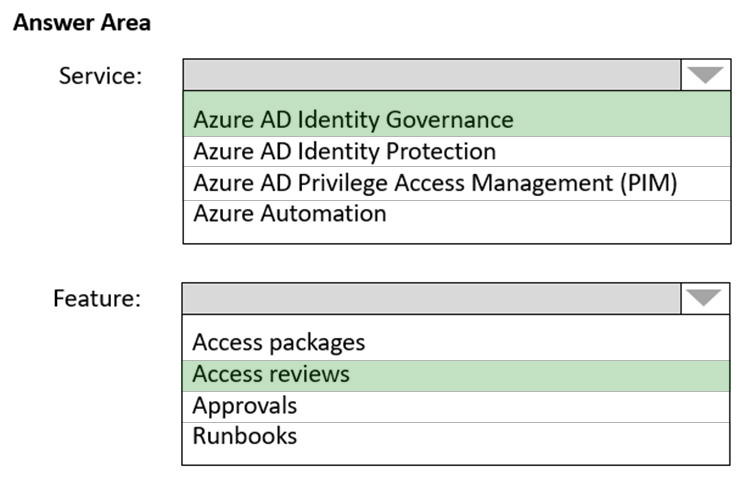 Answer Area
Service:
Azure AD Identity Governance
Azure AD Identity Protection
Azure AD Privilege Access Management (PIM)
Azure Automation
Feature:
Access packages
Access reviews
Approvals
Runbooks